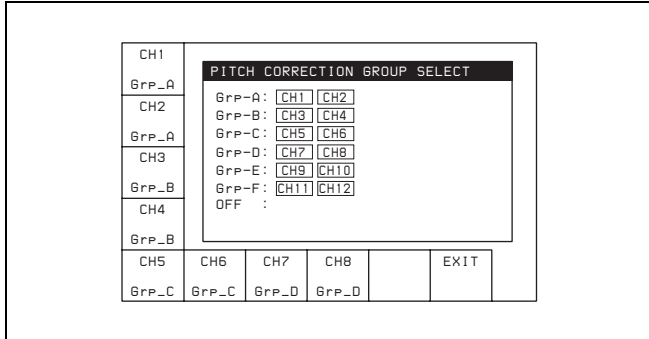 CH1
Grp_A
CH2
Grp_A
CH3
Grp_B
CH4
Grp_B
PITCH CORRECTION GROUP SELECT
Grp-A: CH1 CH2
Grp-B: CH3 CH4
Grp-C: CH5 CH6
Grp-D: CH7 CH8
Grp-E: CH9 CH10
Grp-F: CH11 CH12
OFF :
CH5 CH6 CH7 CH8 EXIT
Grp_C Grp_C Grp_D Grp_D